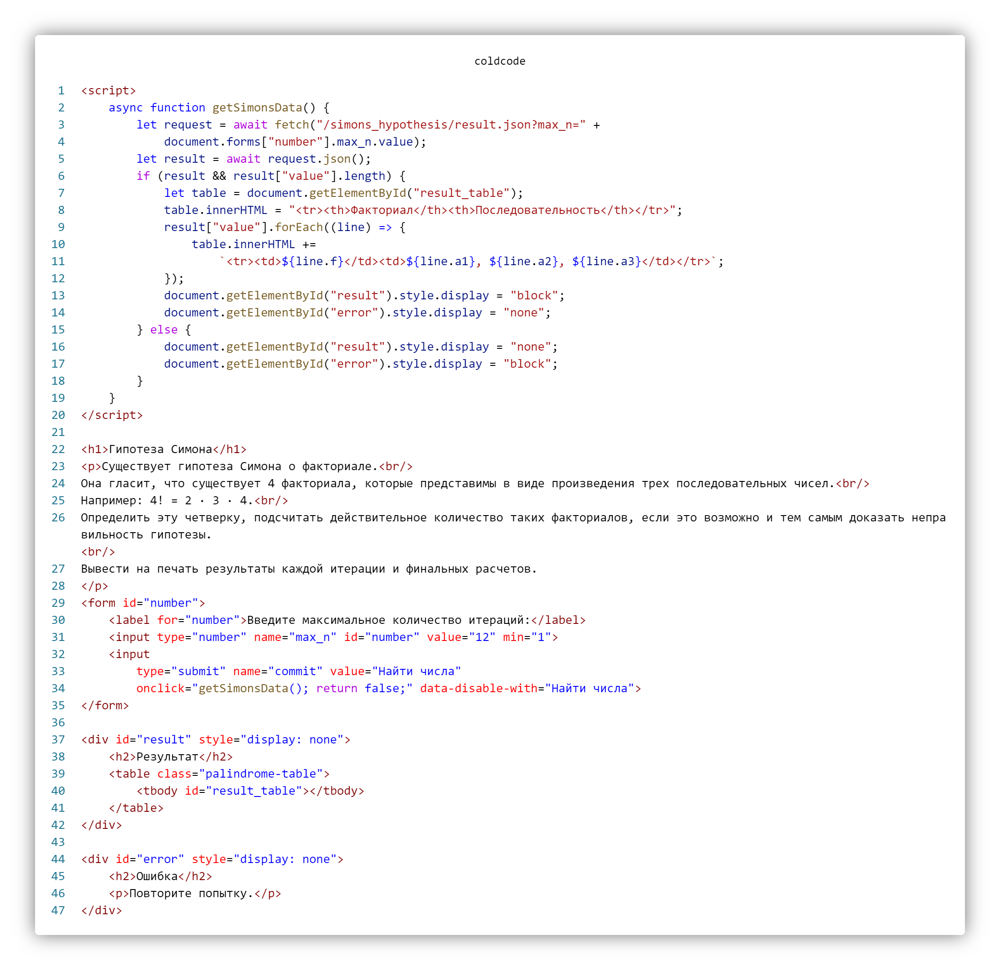 coldcode
1 <script>
2     async function getSimonsData() {
3         let request = await fetch("/simons_hypothesis/result.json?max_n=" +
4             document.forms["number"].max_n.value);
5         let result = await request.json();
6         if (result && result["value"].length) {
7             let table = document.getElementById("result_table");
8             table.innerHTML = "<tr><th>Факториал</th><th>Последовательность</th></tr>";
9             result["value"].forEach((line) => {
10                 table.innerHTML +=
11                     `<tr><td>${line.f}</td><td>${line.a1}, ${line.a2}, ${line.a3}</td></tr>`;
12             });
13             document.getElementById("result").style.display = "block";
14             document.getElementById("error").style.display = "none";
15         } else {
16             document.getElementById("result").style.display = "none";
17             document.getElementById("error").style.display = "block";
18         }
19     }
20 </script>
21
22 <h1>Гипотеза Симона</h1>
23 <p>Существует гипотеза Симона о факториале.<br/>
24 Она гласит, что существует 4 факториала, которые представимы в виде произведения трех последовательных чисел.<br/>
25 Например: 4! = 2 · 3 · 4.<br/>
26 Определить эту четверку, подсчитать действительное количество таких факториалов, если это возможно и тем самым доказать непра
вильность гипотезы.
<br/>
27 Вывести на печать результаты каждой итерации и финальных расчетов.
28 </p>
29 <form id="number">
30     <label for="number">Введите максимальное количество итераций:</label>
31     <input type="number" name="max_n" id="number" value="12" min="1">
32     <input
33         type="submit" name="commit" value="Найти числа"
34         onclick="getSimonsData(); return false;" data-disable-with="Найти числа">
35 </form>
36
37 <div id="result" style="display: none">
38     <h2>Результат</h2>
39     <table class="palindrome-table">
40         <tbody id="result_table"></tbody>
41     </table>
42 </div>
43
44 <div id="error" style="display: none">
45     <h2>Ошибка</h2>
46     <p>Повторите попытку.</p>
47 </div>